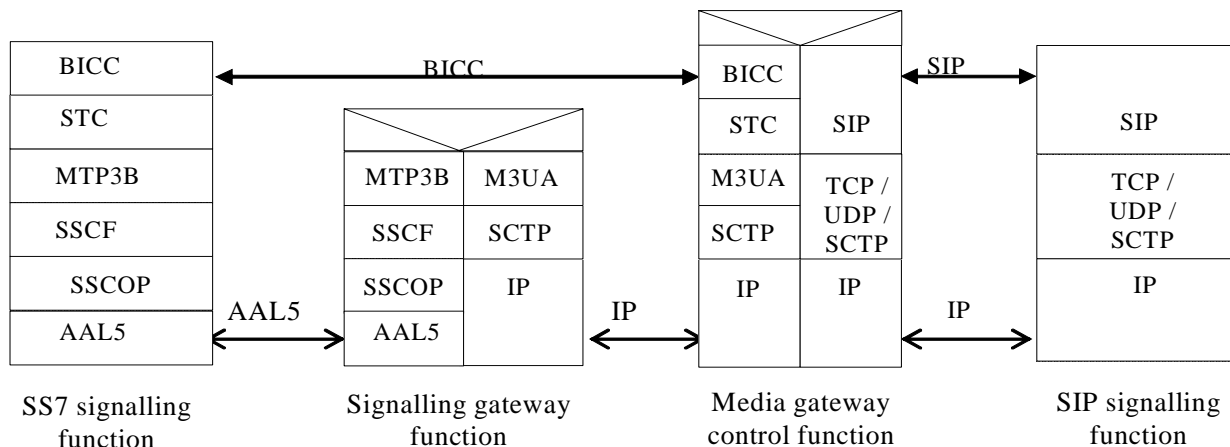 BICC
STC
MTP3B
SSCF
SSCOP
AAL5
SS7 signalling
function
BICC
AAL5
MTP3B
SSCF
SSCOP
AAL5
M3UA
SCTP
IP
Signalling gateway
function
IP
BICC
STC
M3UA
SCTP
IP
SIP
TCP /
UDP /
SCTP
IP
Media gateway
control function
SIP
IP
SIP
TCP /
UDP /
SCTP
IP
SIP signalling
function